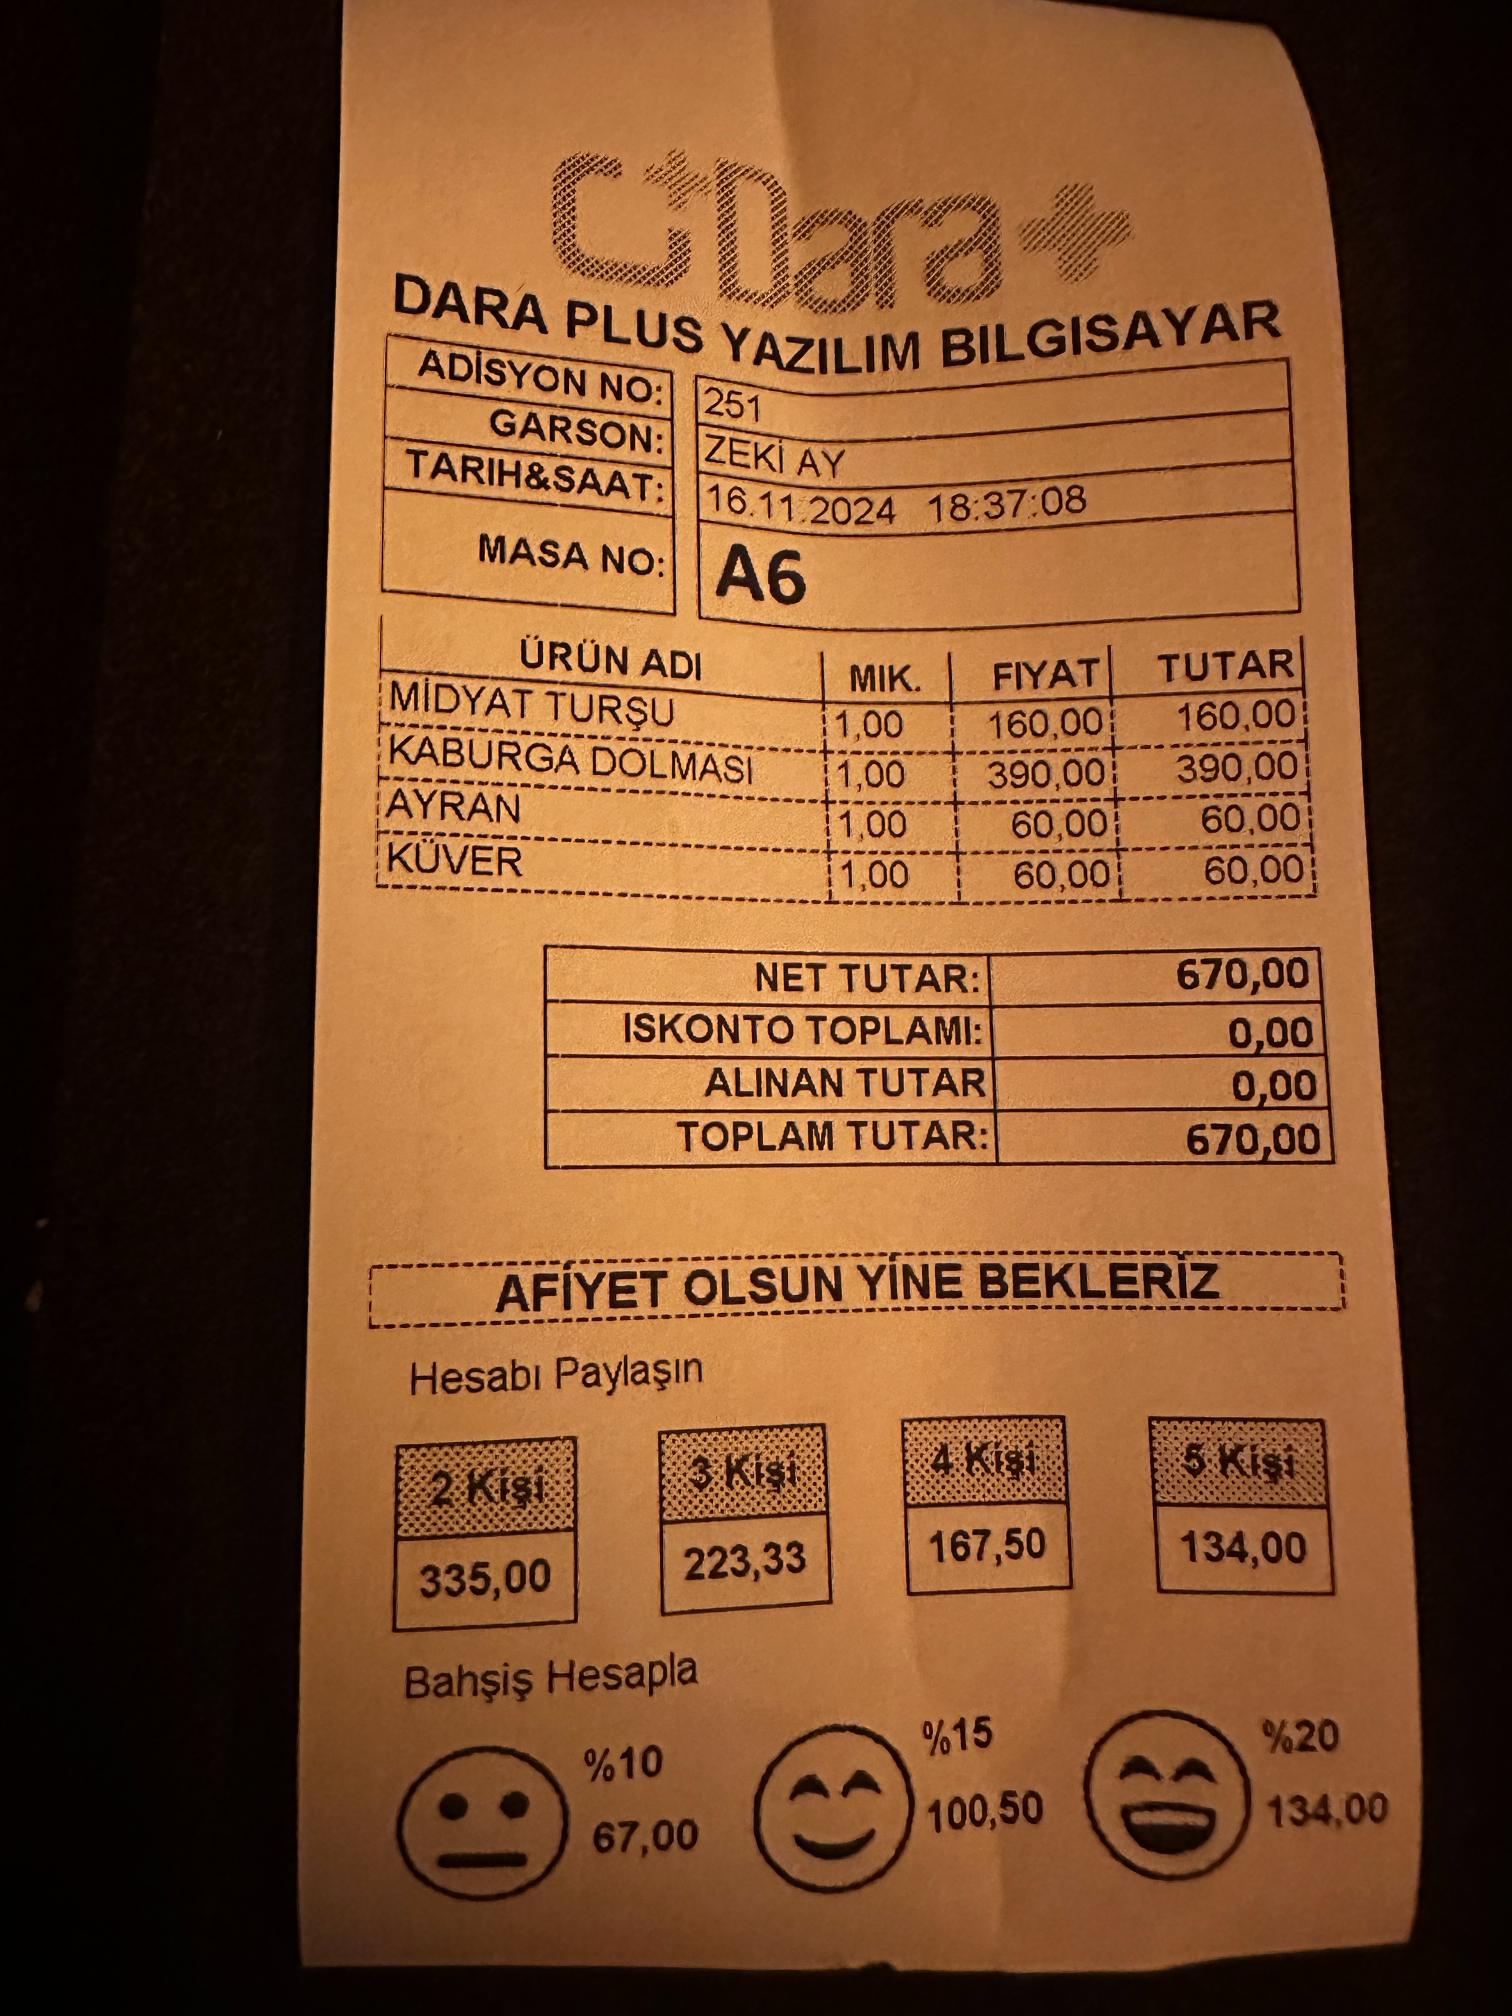 Dara+
DARA PLUS YAZILIM BILGISAYAR
ADİSYON NO: 251
GARSON: ZEKİ AY
TARIH&SAAT: 16.11.2024 18:37:08
MASA NO: A6
ÜRÜN ADI MIK. FIYAT TUTAR
MİDYAT TURŞU 1,00 160,00 160,00
KABURGA DOLMASI 1,00 390,00 390,00
AYRAN 1,00 60,00 60,00
KÜVER 1,00 60,00 60,00
NET TUTAR: 670,00
ISKONTO TOPLAMI: 0,00
ALINAN TUTAR 0,00
TOPLAM TUTAR: 670,00
AFİYET OLSUN YİNE BEKLERİZ
Hesabı Paylaşın
2 Kişi 3 Kişi 4 Kişi 5 Kişi
335,00 223,33 167,50 134,00
Bahşiş Hesapla
%10 %15 %20
67,00 100,50 134,00